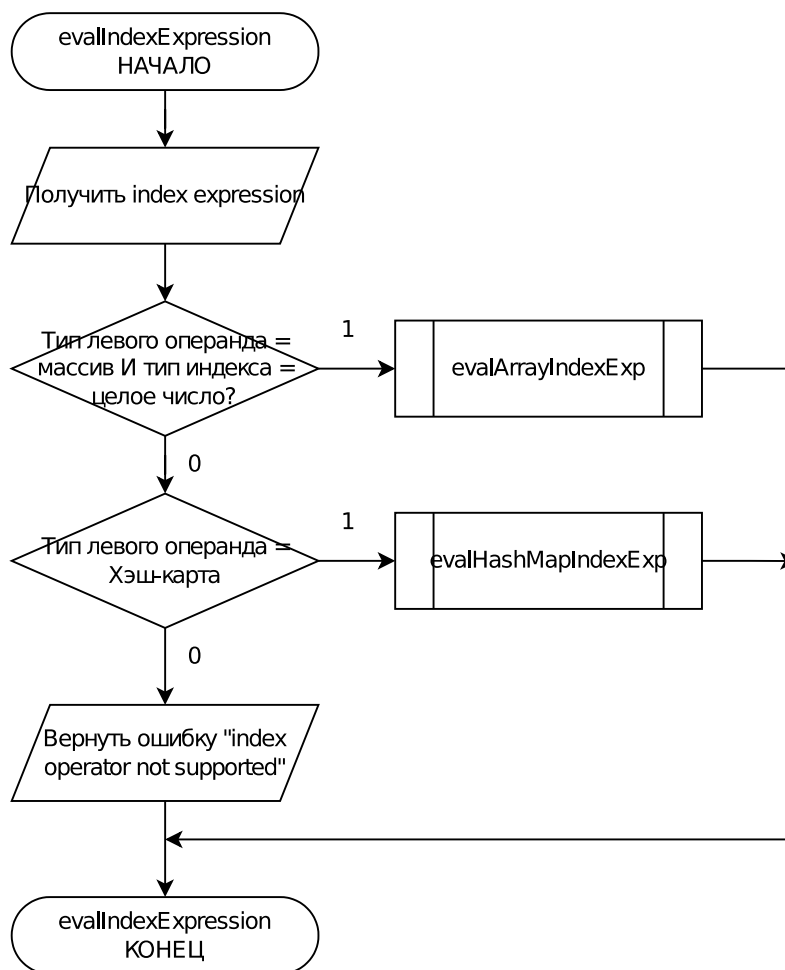 evalIndexExpression
НАЧАЛО
Получить index expression
Тип левого операнда =
массив И тип индекса =
целое число?
1
evalArrayIndexExp
0
Тип левого операнда =
Хэш-карта
1
evalHashMapIndexExp
0
Вернуть ошибку "index
operator not supported"
evalIndexExpression
КОНЕЦ